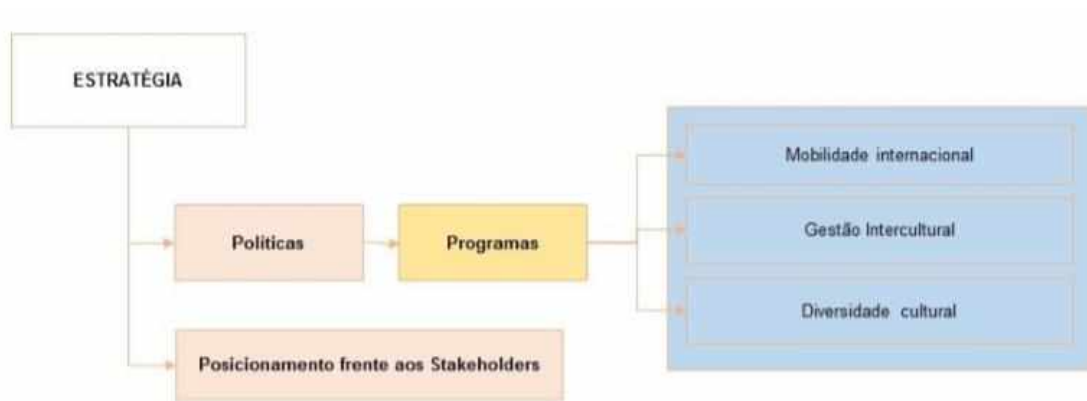 ESTRATÉGIA
Políticas
Programas
Mobilidade internacional
Gestão Intercultural
Diversidade cultural
Posicionamento frente aos Stakeholders